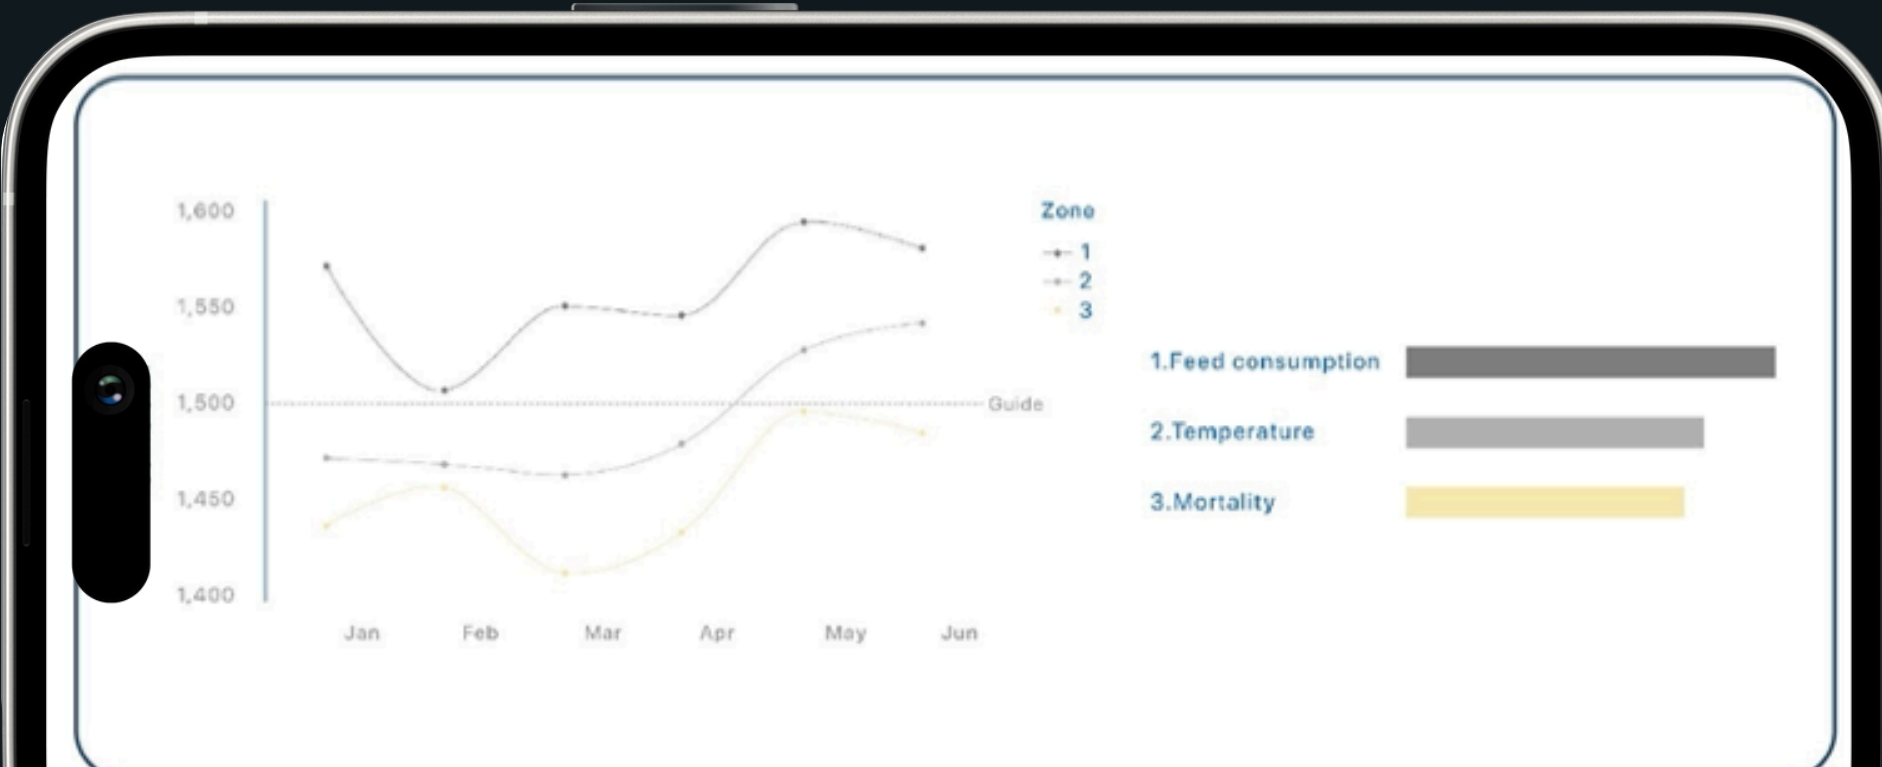 1,600
1,550
1,500
1,450
1,400
Guide
Jan Feb Mar Apr May Jun
Zone
1
2
3
1.Feed consumption
2.Temperature
3.Mortality